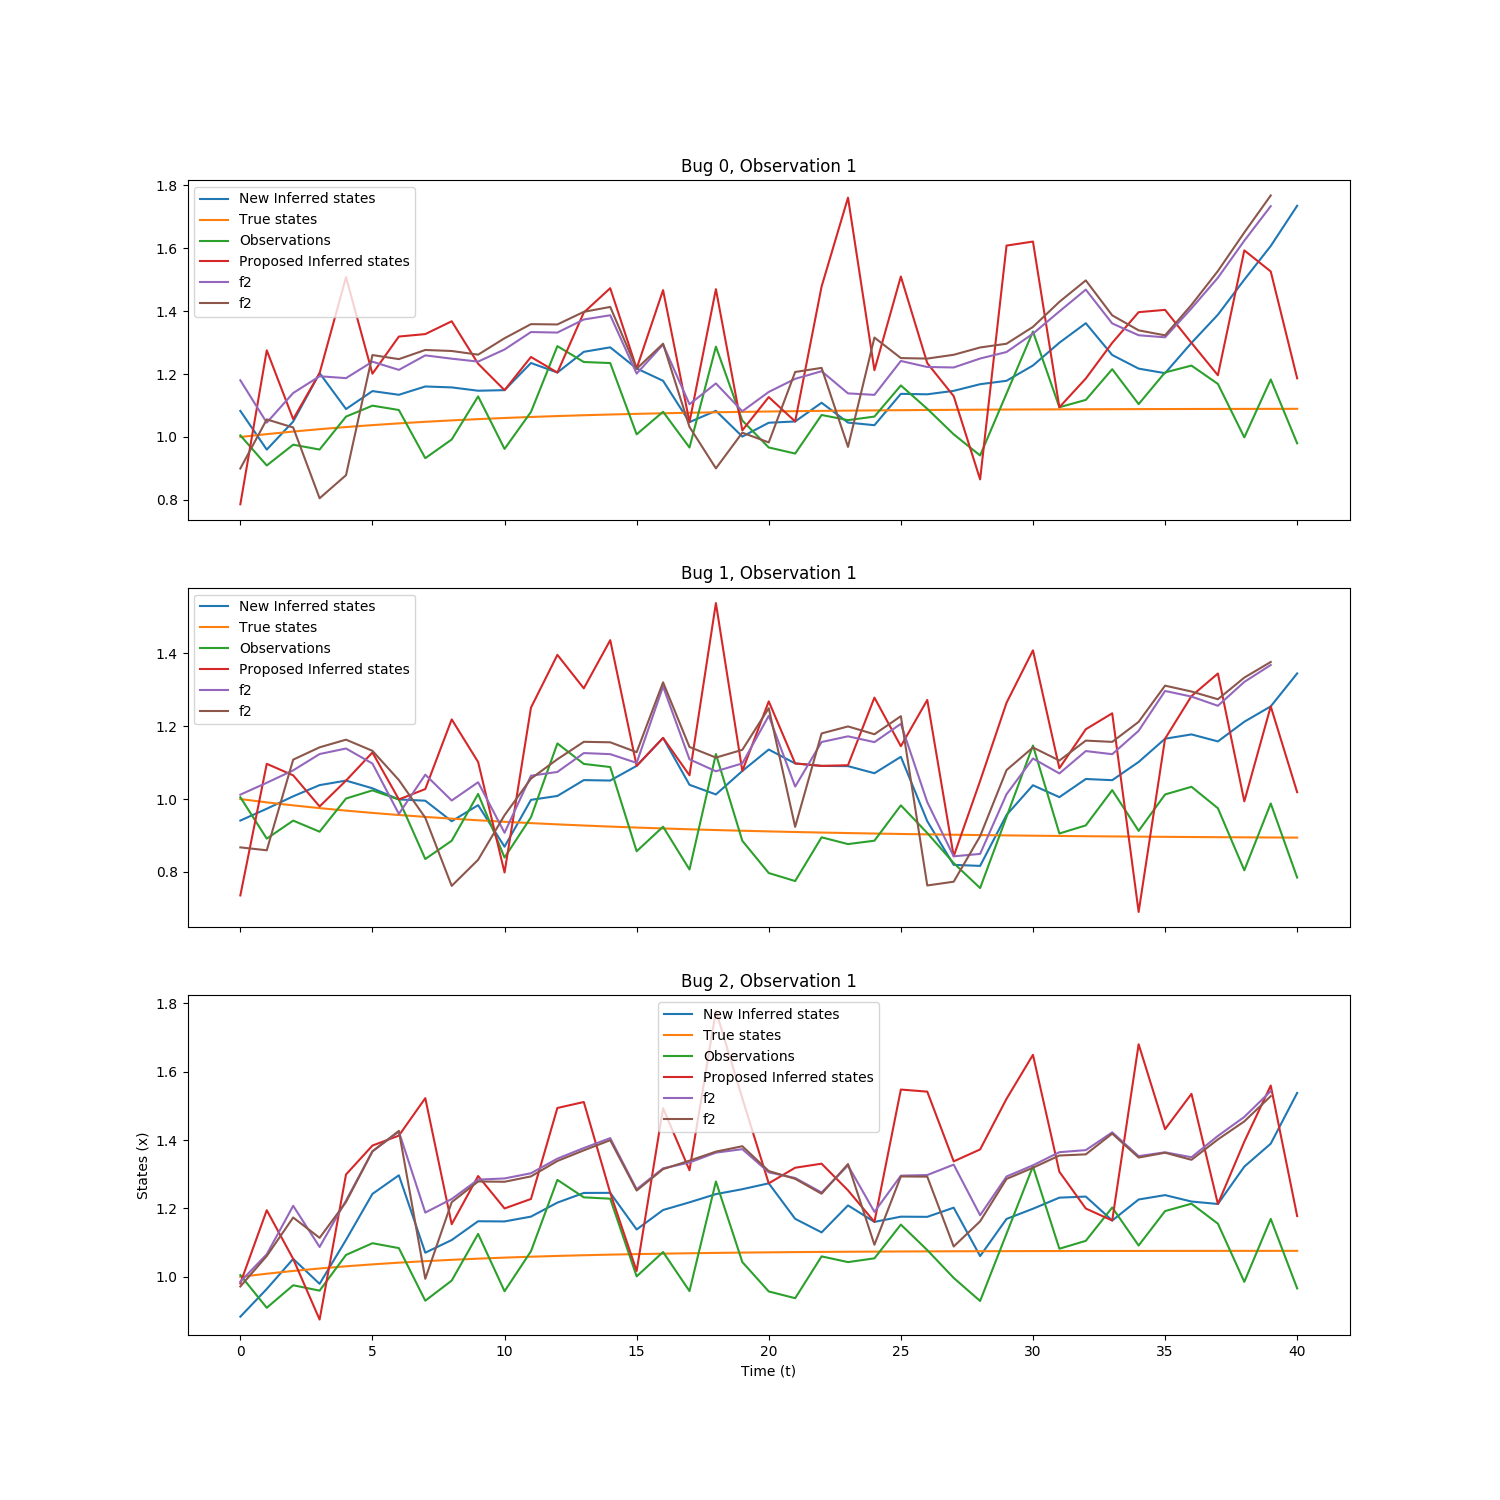 Bug 0, Observation 1
1.8
1.6
1.4
1.2
1.0
0.8
New Inferred states
True states
Observations
Proposed Inferred states
f2
f2
Bug 1, Observation 1
1.4
1.2
1.0
0.8
New Inferred states
True states
Observations
Proposed Inferred states
f2
f2
Bug 2, Observation 1
1.8
1.6
1.4
1.2
1.0
States (x)
New Inferred states
True states
Observations
Proposed Inferred states
f2
f2
0 5 10 15 20 25 30 35 40
Time (t)